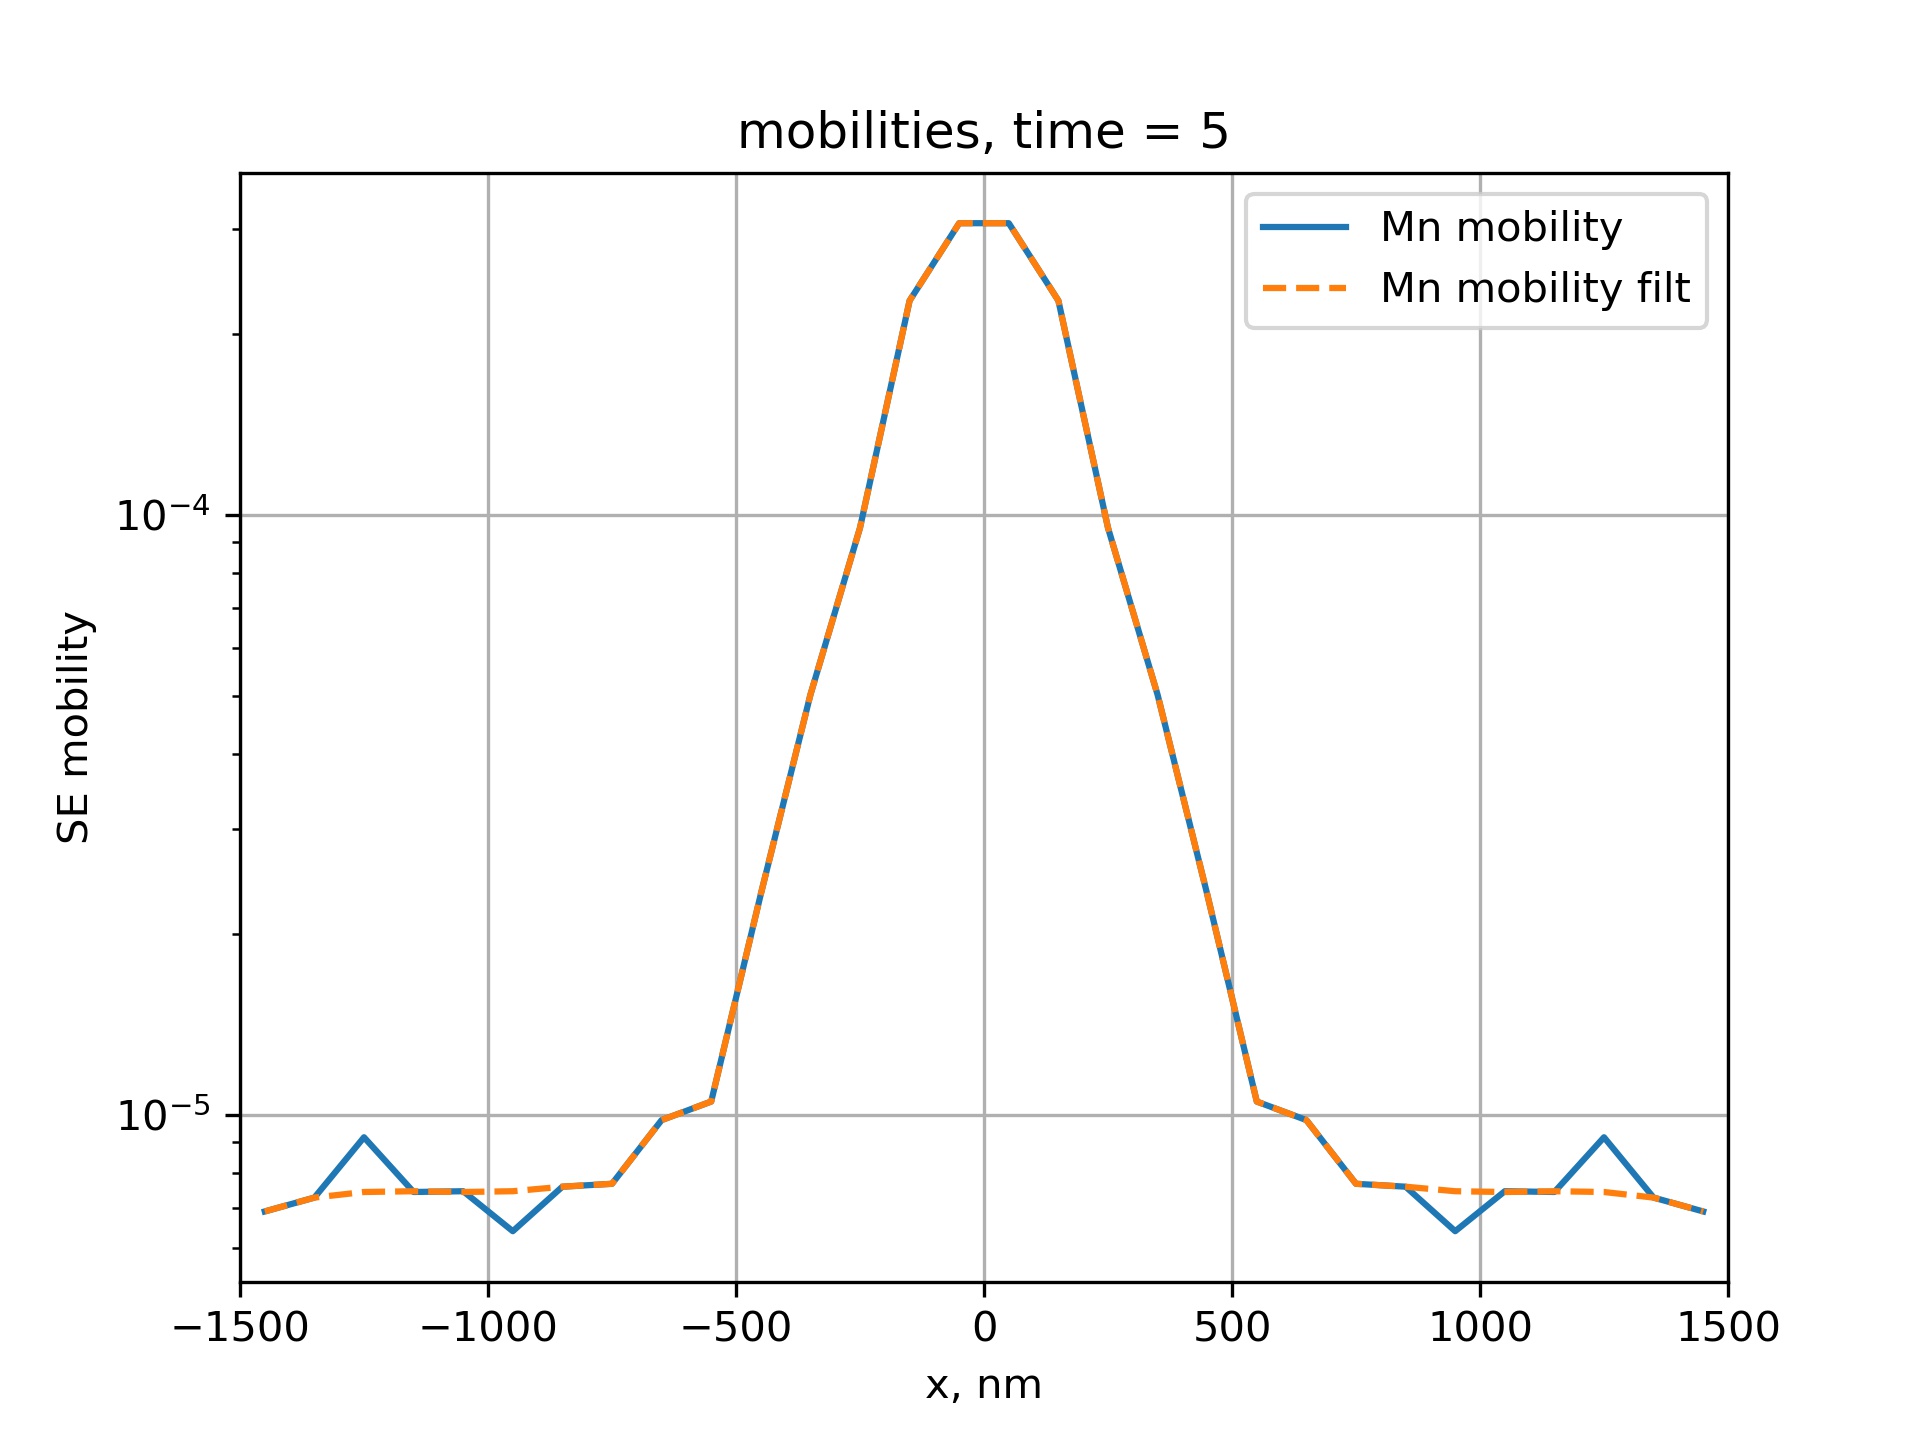 mobilities, time = 5
Mn mobility
Mn mobility filt
SE mobility
10⁻⁴
10⁻⁵
−1500 −1000 −500 0 500 1000 1500
x, nm